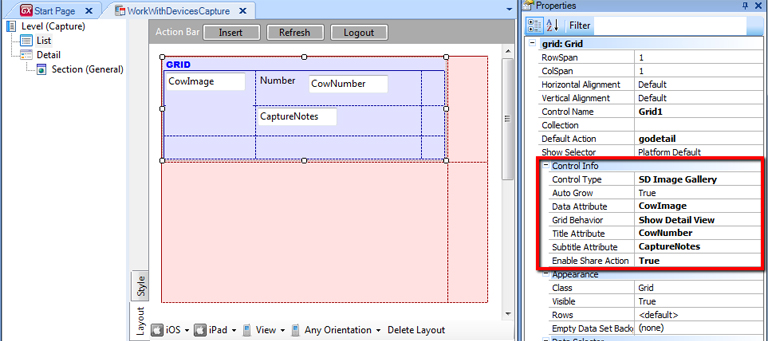 GX Start Page X WorkWithDevicesCapture X
Level (Capture)
List
Detail
Section (General)
Action Bar Insert Refresh Logout
GRID
CowImage Number CowNumber
CaptureNotes
Style
Layout
iOS iPad View Any Orientation Delete Layout
Properties
Filter
grid: Grid
RowSpan 1
ColSpan 1
Horizontal Alignment Default
Vertical Alignment Default
Control Name Grid1
Collection
Default Action godetail
Show Selector Platform Default
Control Info
Control Type SD Image Gallery
Auto Grow True
Data Attribute CowImage
Grid Behavior Show Detail View
Title Attribute CowNumber
Subtitle Attribute CaptureNotes
Enable Share Action True
Appearance
Class Grid
Visible True
Rows <default>
Empty Data Set Backg (none)
Data Selector